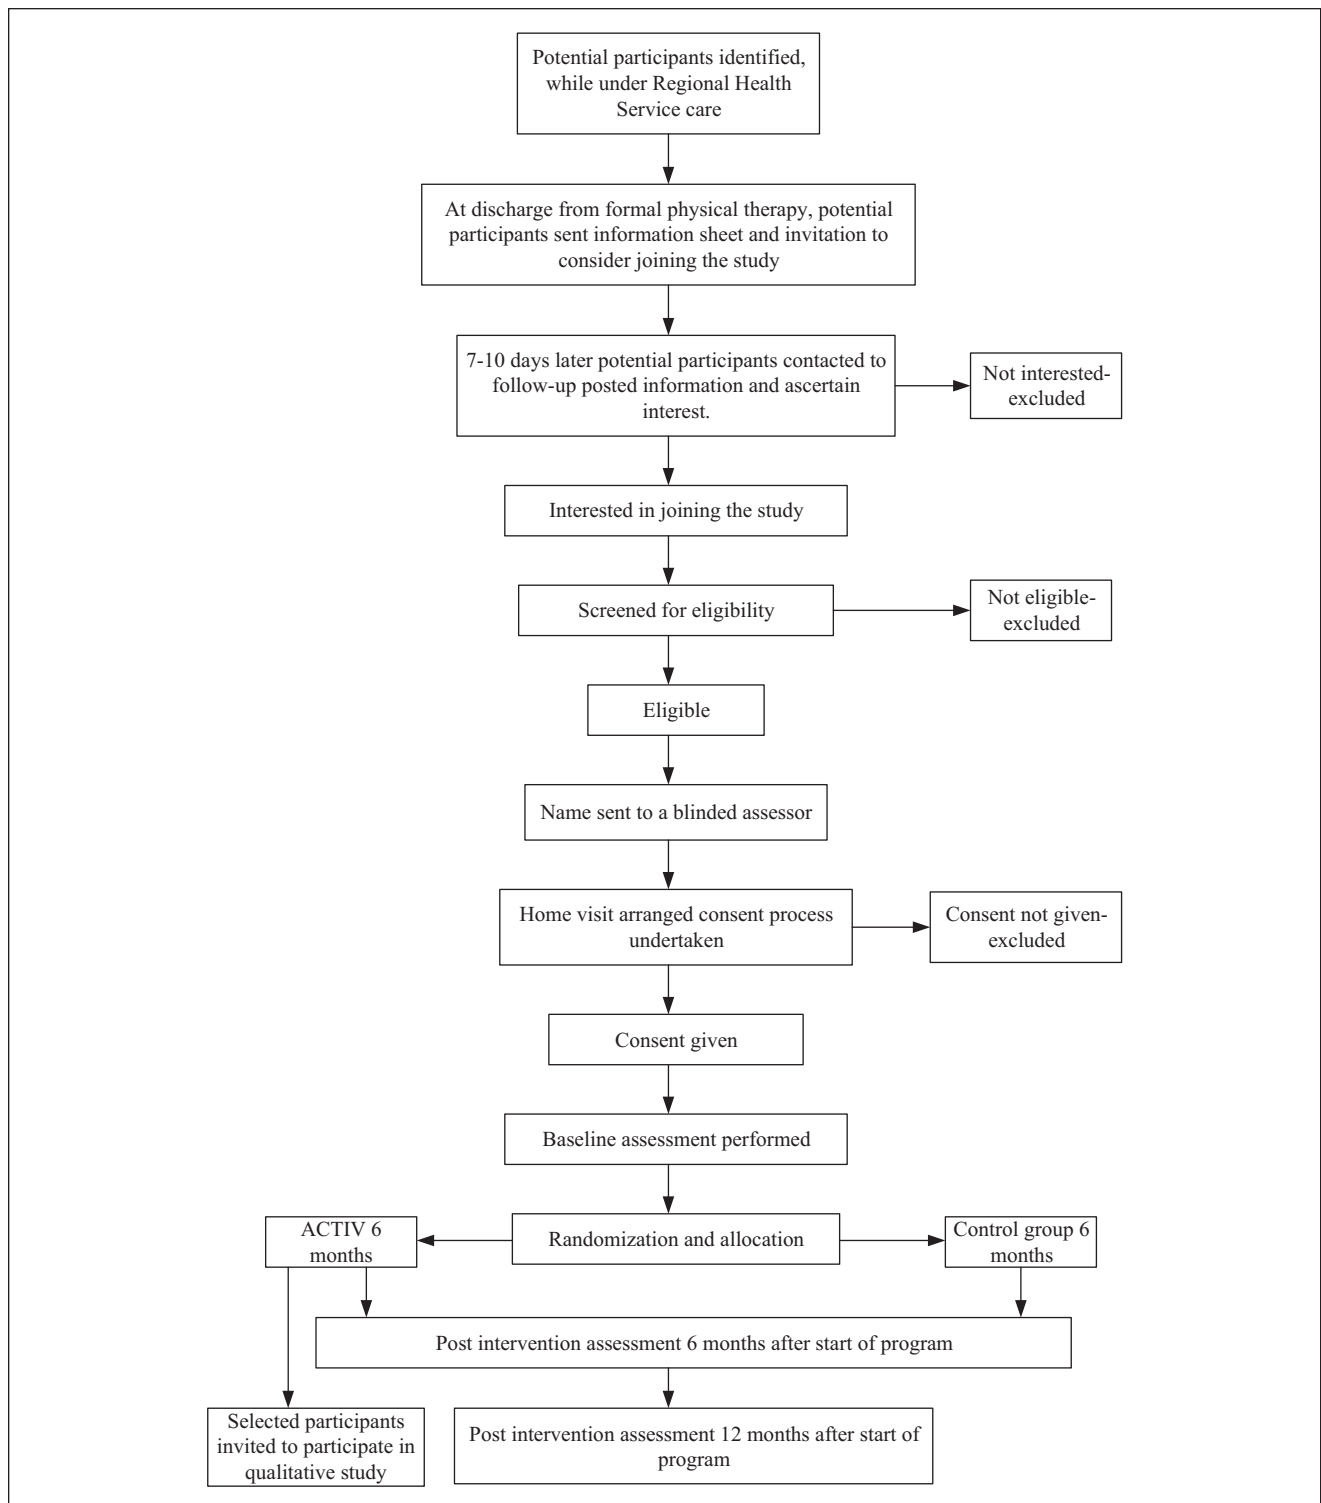 Potential participants identified,
while under Regional Health
Service care
At discharge from formal physical therapy, potential
participants sent information sheet and invitation to
consider joining the study
7-10 days later potential participants contacted to
follow-up posted information and ascertain
interest.
Not interested-
excluded
Interested in joining the study
Screened for eligibility
Not eligible-
excluded
Eligible
Name sent to a blinded assessor
Home visit arranged consent process
undertaken
Consent not given-
excluded
Consent given
Baseline assessment performed
ACTIV 6
months
Randomization and allocation
Control group 6
months
Post intervention assessment 6 months after start of program
Selected participants
invited to participate in
qualitative study
Post intervention assessment 12 months after start of
program